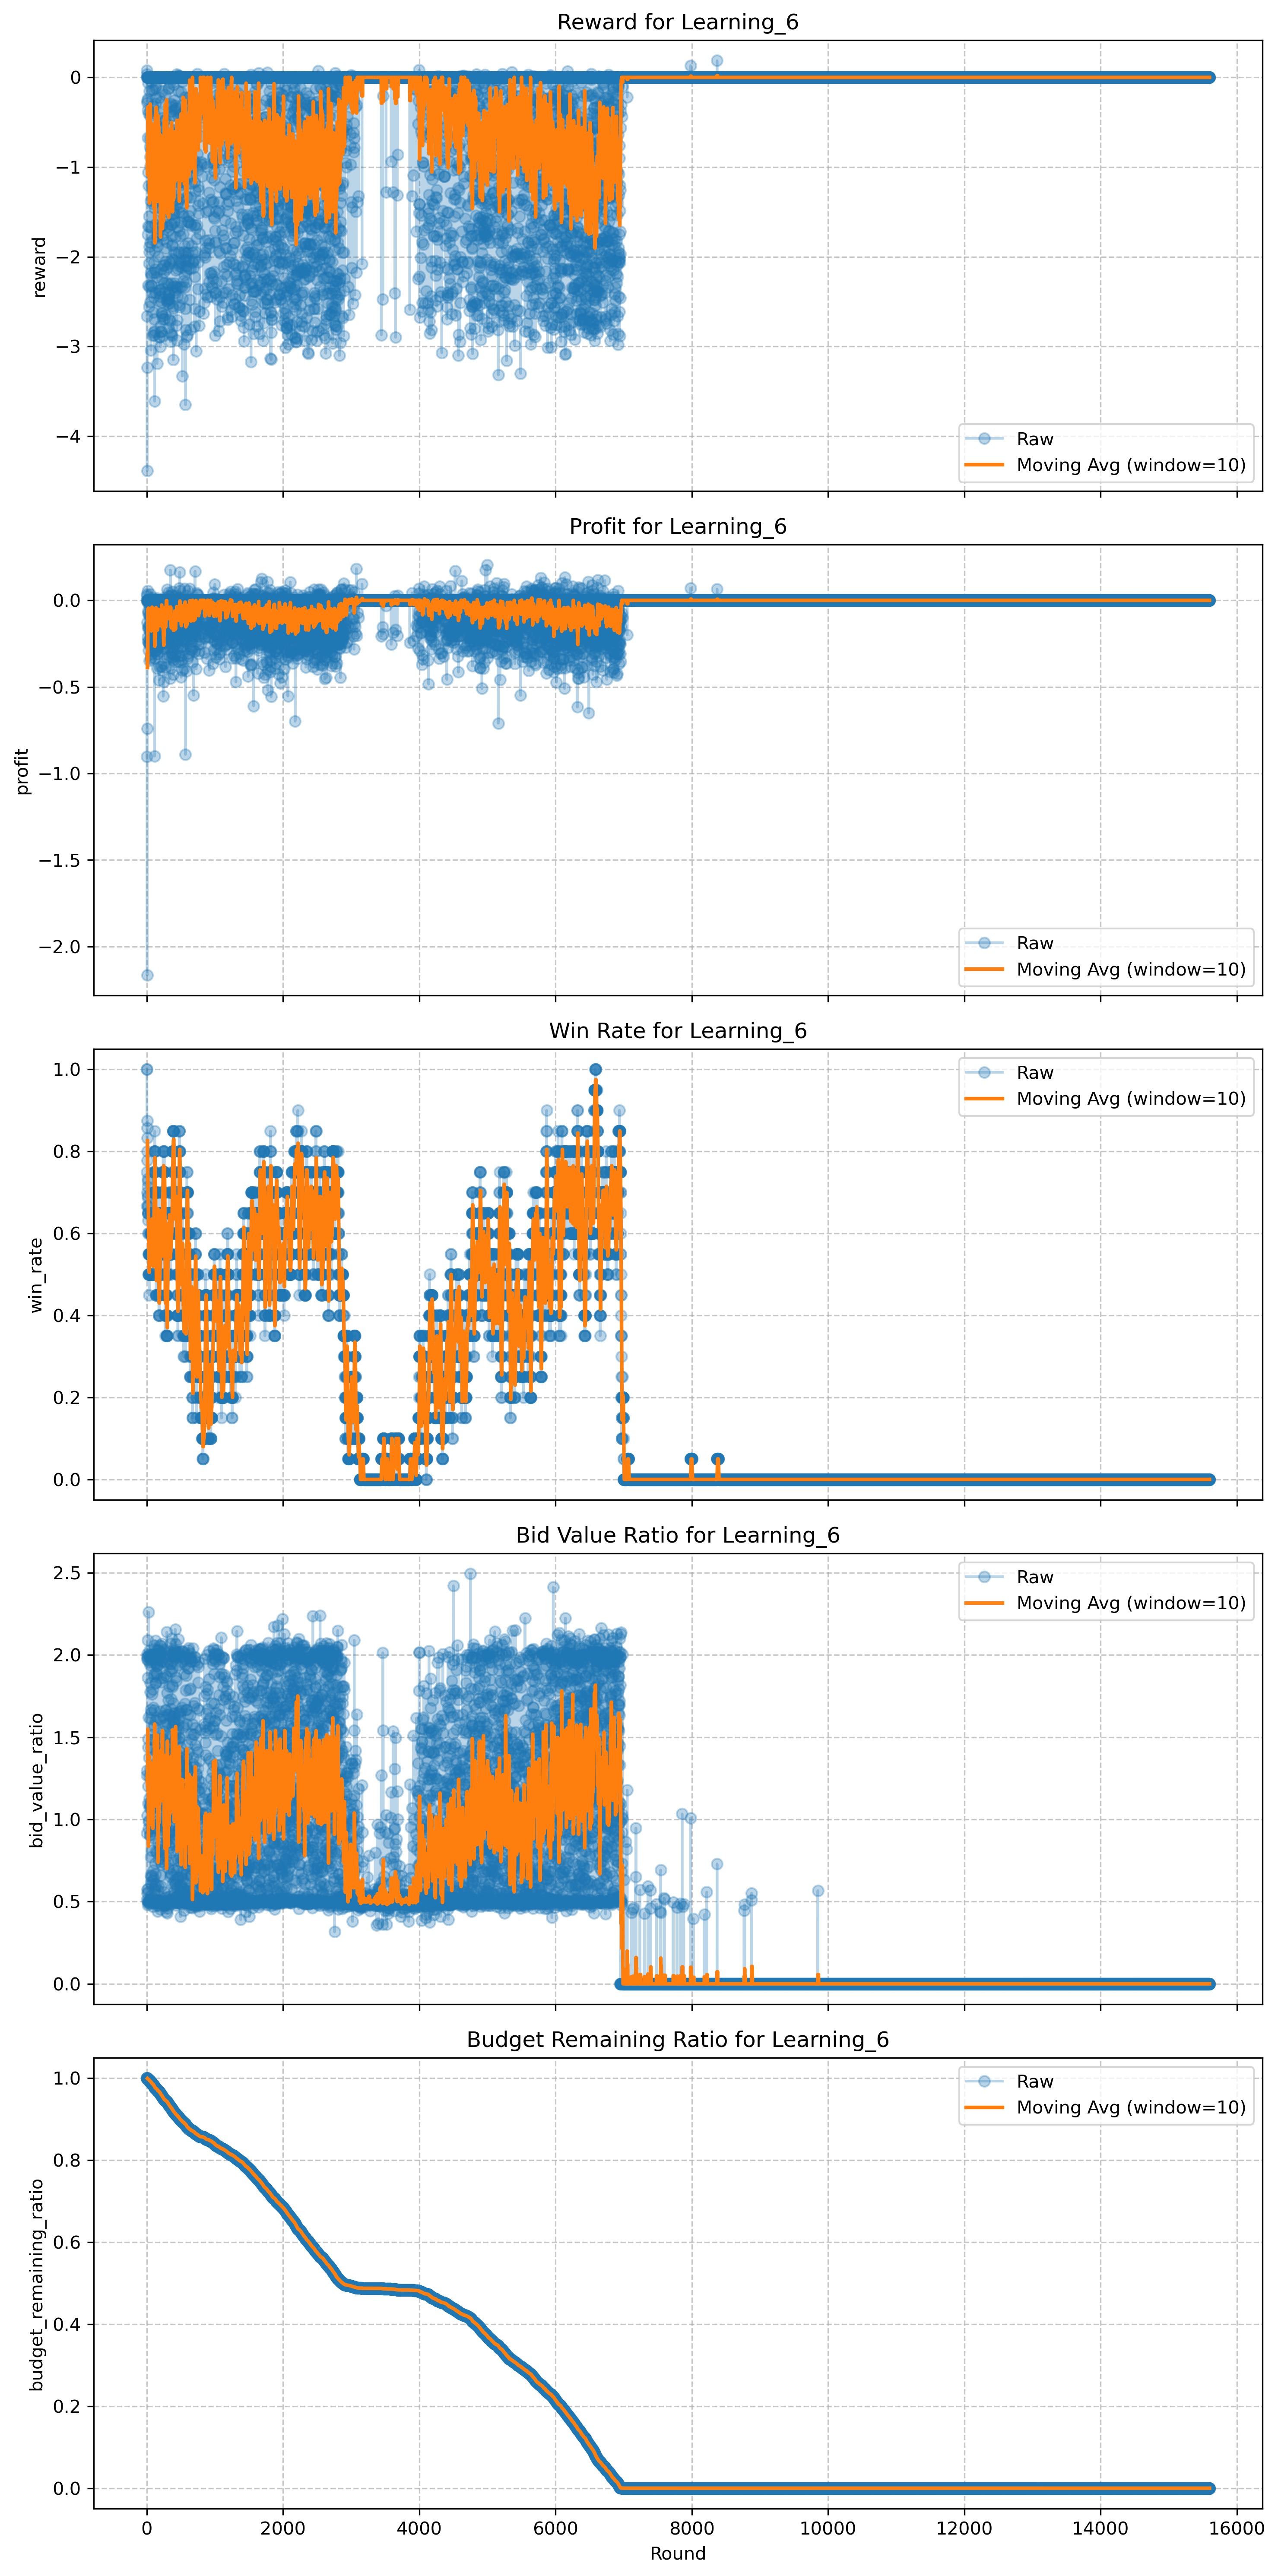 Reward for Learning_6
0
−1
−2
−3
−4
reward
Raw
Moving Avg (window=10)
Profit for Learning_6
0.0
−0.5
−1.0
−1.5
−2.0
profit
Raw
Moving Avg (window=10)
Win Rate for Learning_6
1.0
0.8
0.6
0.4
0.2
0.0
win_rate
Raw
Moving Avg (window=10)
Bid Value Ratio for Learning_6
2.5
2.0
1.5
1.0
0.5
0.0
bid_value_ratio
Raw
Moving Avg (window=10)
Budget Remaining Ratio for Learning_6
1.0
0.8
0.6
0.4
0.2
0.0
budget_remaining_ratio
Raw
Moving Avg (window=10)
0 2000 4000 6000 8000 10000 12000 14000 16000
Round